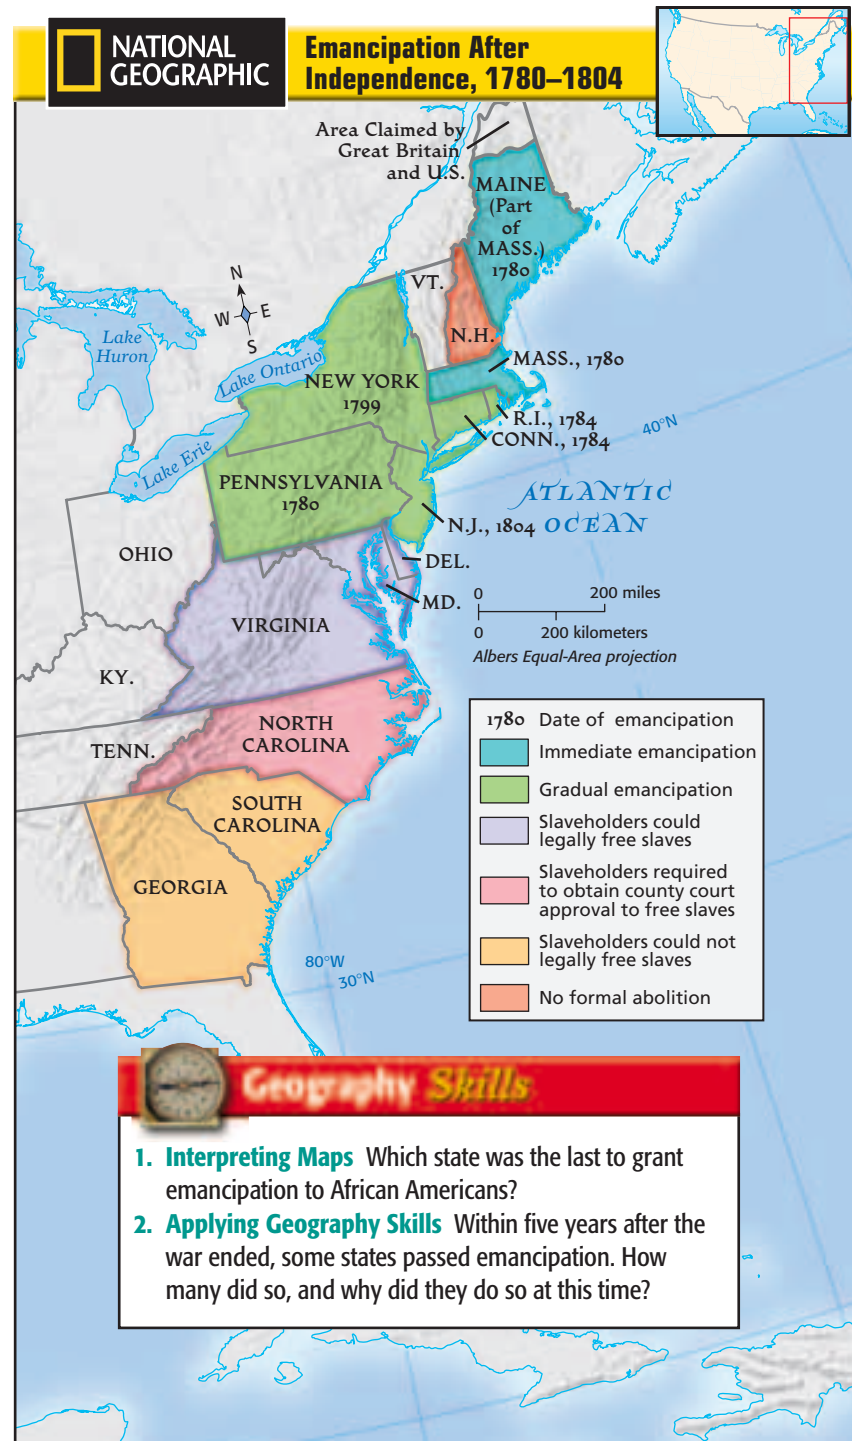 NATIONAL
GEOGRAPHIC
Emancipation After
Independence, 1780–1804
Area Claimed by
Great Britain
and U.S.
MAINE
(Part
of
MASS.)
1780
N
W E
S
VT.
N.H.
Lake
Huron
Lake Ontario
MASS., 1780
NEW YORK
1799
R.I., 1784
CONN., 1784
40°N
Lake Erie
PENNSYLVANIA
1780
ATLANTIC
OCEAN
N.J., 1804
OHIO
DEL.
MD.
0 200 miles
0 200 kilometers
Albers Equal-Area projection
VIRGINIA
KY.
NORTH
CAROLINA
TENN.
SOUTH
CAROLINA
GEORGIA
80°W
30°N
1780 Date of emancipation
Immediate emancipation
Gradual emancipation
Slaveholders could
legally free slaves
Slaveholders required
to obtain county court
approval to free slaves
Slaveholders could not
legally free slaves
No formal abolition
Geography Skills
1. Interpreting Maps Which state was the last to grant
emancipation to African Americans?
2. Applying Geography Skills Within five years after the
war ended, some states passed emancipation. How
many did so, and why did they do so at this time?